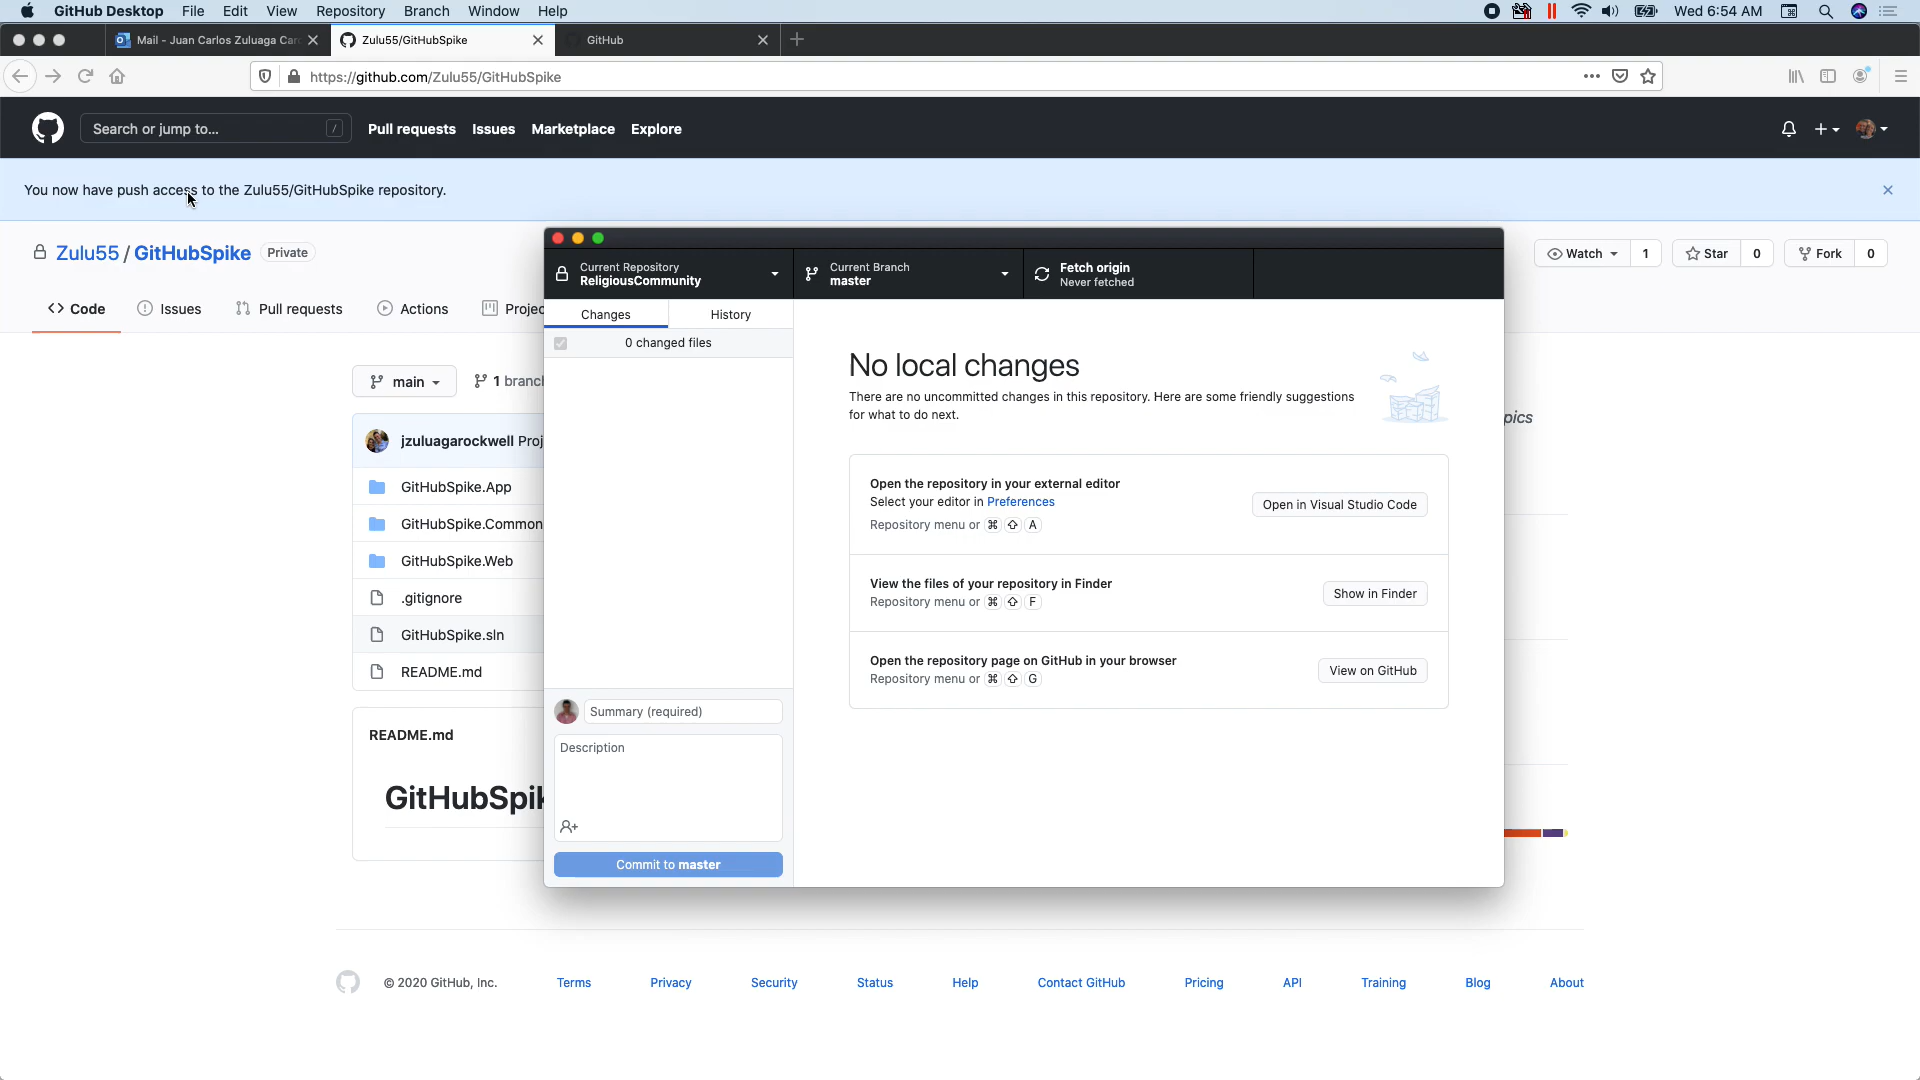 GitHub Desktop File Edit View Repository Branch Window Help Wed 6:54 AM
Mail - Juan Carlos Zuluaga Car Zulu55/GitHubSpike GitHub
https://github.com/Zulu55/GitHubSpike
Search or jump to... / Pull requests Issues Marketplace Explore
You now have push access to the Zulu55/GitHubSpike repository.
Zulu55 / GitHubSpike Private
Watch 1 Star 0 Fork 0
Code Issues Pull requests Actions Projec
main 1 branch
jzuluagarockwell Proj
GitHubSpike.App
GitHubSpike.Common
GitHubSpike.Web
.gitignore
GitHubSpike.sln
README.md
README.md
GitHubSpik
pics
Current Repository
ReligiousCommunity
Current Branch
master
Fetch origin
Never fetched
Changes History
0 changed files
Summary (required)
Description
Commit to master
No local changes
There are no uncommitted changes in this repository. Here are some friendly suggestions
for what to do next.
Open the repository in your external editor
Select your editor in Preferences
Repository menu or ⌘ ⇧ A
Open in Visual Studio Code
View the files of your repository in Finder
Repository menu or ⌘ ⇧ F
Show in Finder
Open the repository page on GitHub in your browser
Repository menu or ⌘ ⇧ G
View on GitHub
© 2020 GitHub, Inc. Terms Privacy Security Status Help Contact GitHub Pricing API Training Blog About